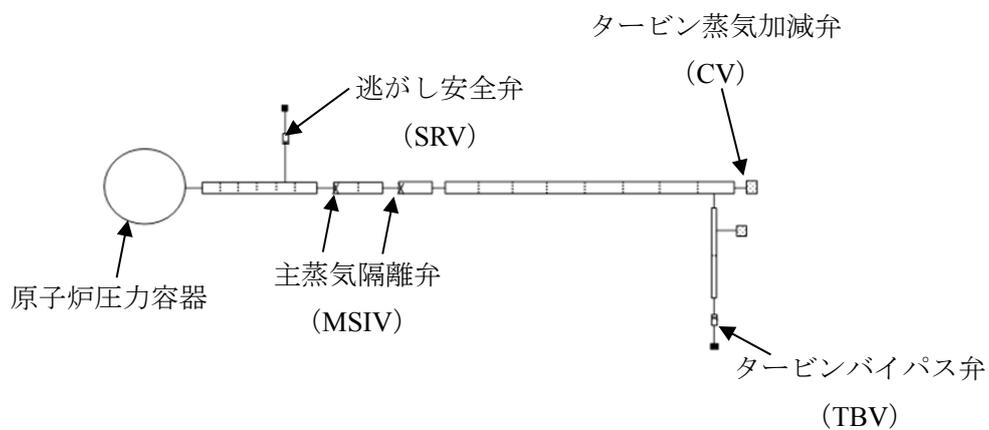 タービン蒸気加減弁
（CV）
逃がし安全弁
（SRV）
主蒸気隔離弁
（MSIV）
原子炉圧力容器
タービンバイパス弁
（TBV）